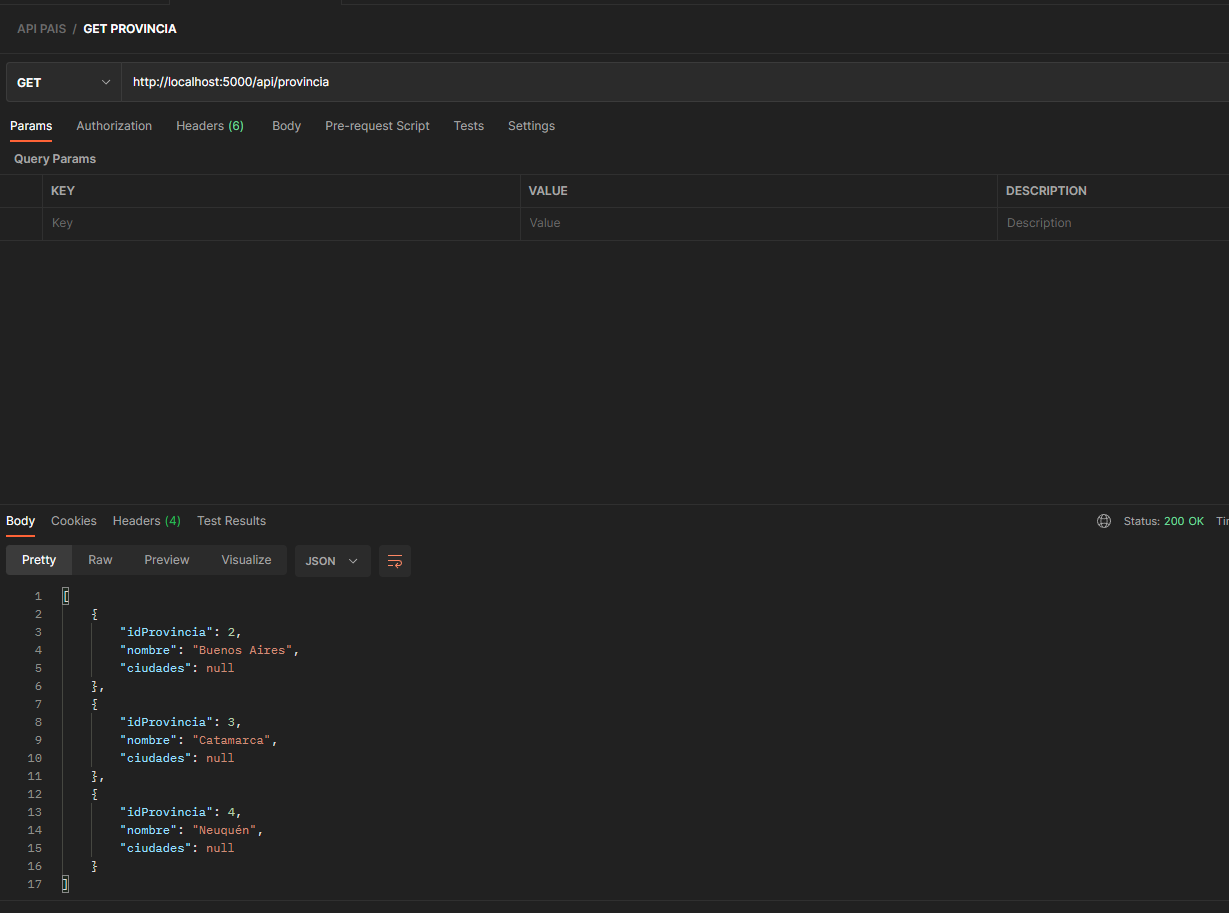 API PAIS / GET PROVINCIA
GET http://localhost:5000/api/provincia
Params Authorization Headers (6) Body Pre-request Script Tests Settings
Query Params
KEY VALUE DESCRIPTION
Key Value Description
Body Cookies Headers (4) Test Results Status: 200 OK
Pretty Raw Preview Visualize JSON
1 [
2 {
3 "idProvincia": 2,
4 "nombre": "Buenos Aires",
5 "ciudades": null
6 },
7 {
8 "idProvincia": 3,
9 "nombre": "Catamarca",
10 "ciudades": null
11 },
12 {
13 "idProvincia": 4,
14 "nombre": "Neuquén",
15 "ciudades": null
16 }
17 ]